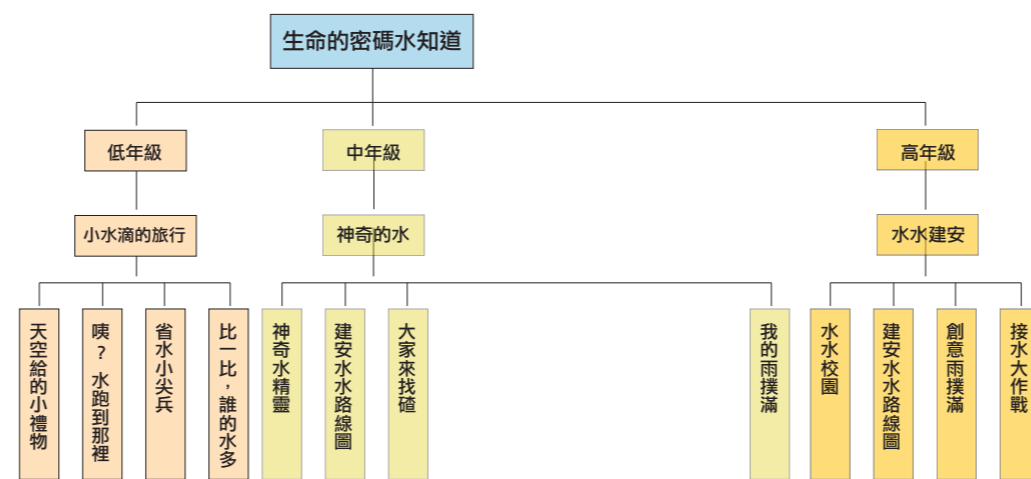 生命的密碼水知道
低年級
中年級
高年級
小水滴的旅行
神奇的水
水水建安
天空給的小禮物
咦？水跑到那裡
省水小尖兵
比一比，誰的水多
神奇水精靈
建安水水路線圖
大家來找碴
我的雨撲滿
水水校園
建安水水路線圖
創意雨撲滿
接水大作戰